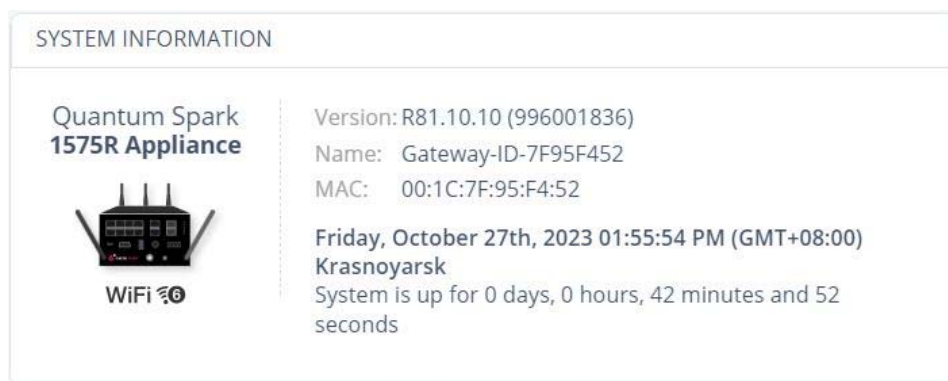 SYSTEM INFORMATION
Quantum Spark
1575R Appliance
WiFi 6
Version: R81.10.10 (996001836)
Name: Gateway-ID-7F95F452
MAC: 00:1C:7F:95:F4:52
Friday, October 27th, 2023 01:55:54 PM (GMT+08:00)
Krasnoyarsk
System is up for 0 days, 0 hours, 42 minutes and 52
seconds